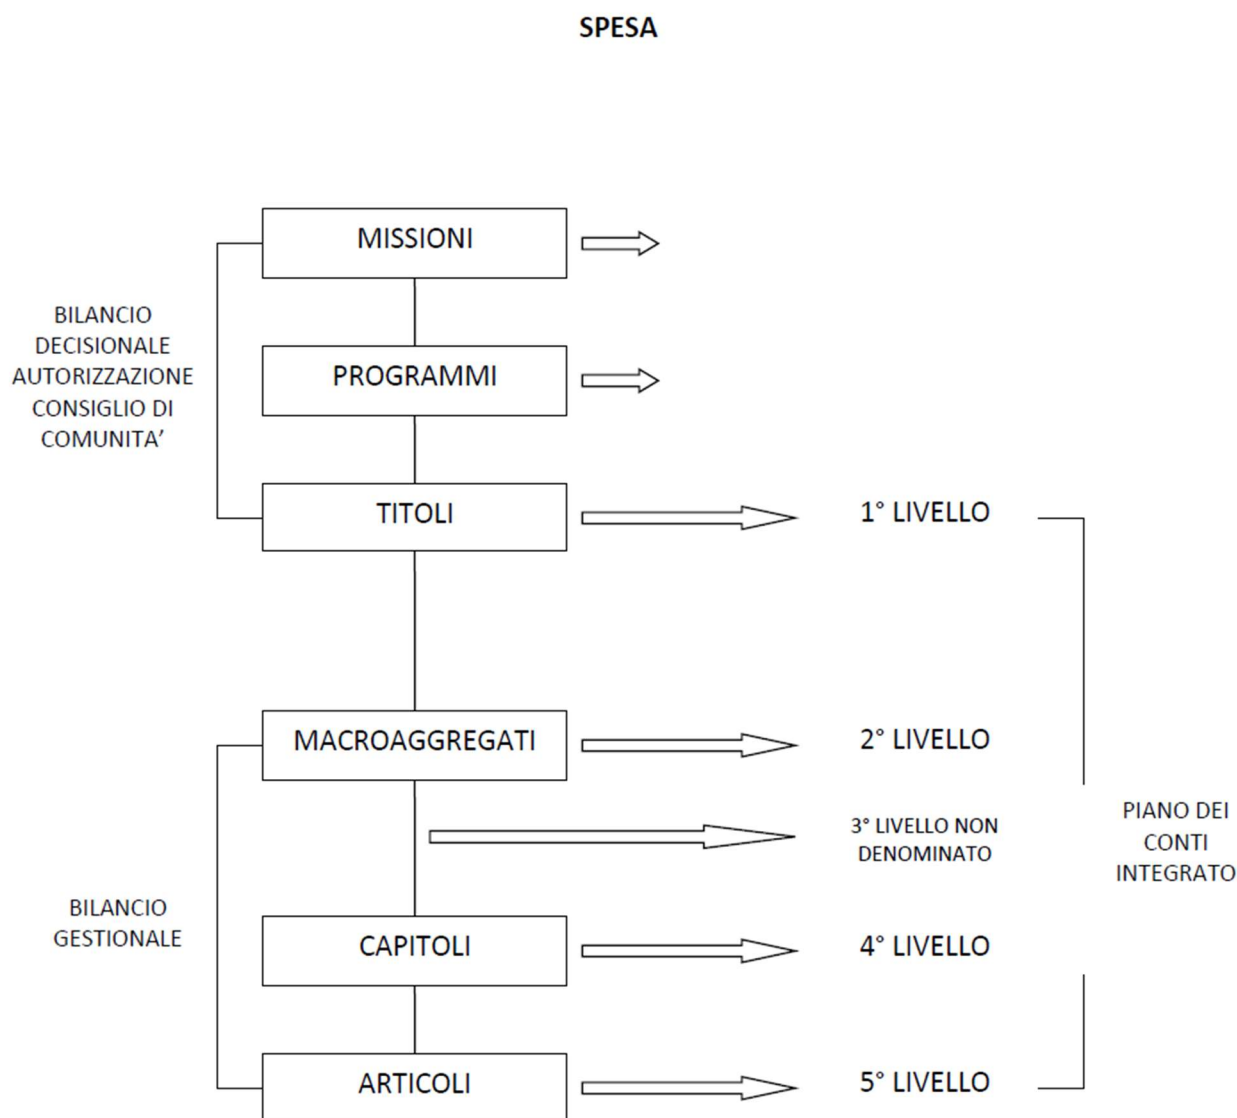 SPESA
MISSIONI
BILANCIO
DECISIONALE
AUTORIZZAZIONE
CONSIGLIO DI
COMUNITA’
PROGRAMMI
TITOLI
1° LIVELLO
MACROAGGREGATI
2° LIVELLO
3° LIVELLO NON
DENOMINATO
PIANO DEI
CONTI
INTEGRATO
BILANCIO
GESTIONALE
CAPITOLI
4° LIVELLO
ARTICOLI
5° LIVELLO